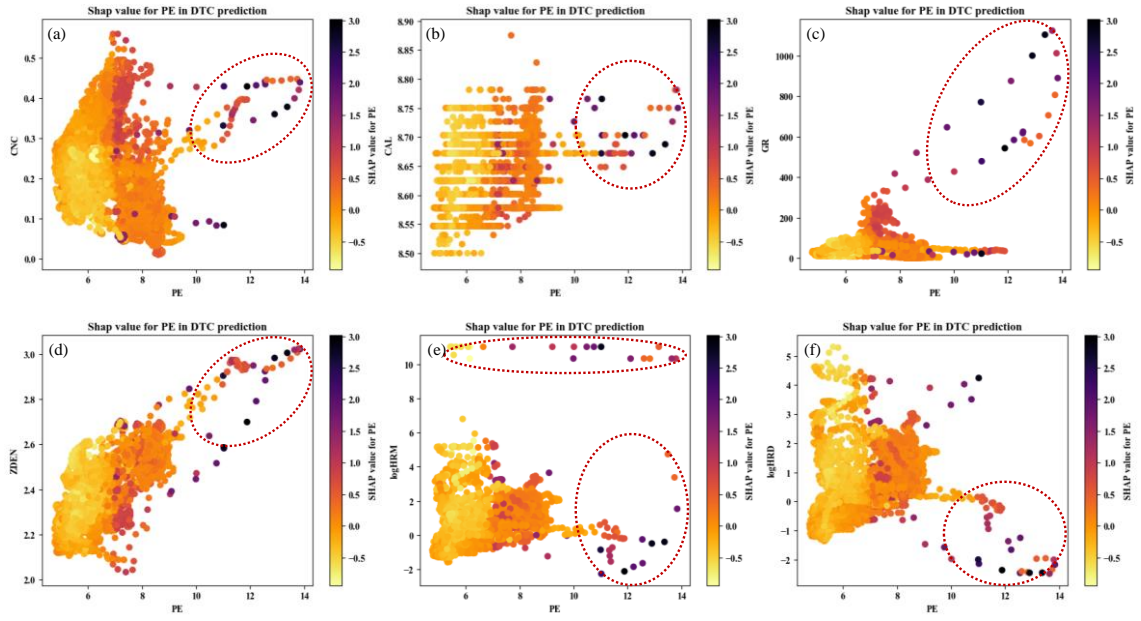 Shap value for PE in DTC prediction
(a)
0.5
0.4
0.3
0.2
0.1
0.0
CNC
6 8 10 12 14
PE
3.0
2.5
2.0
1.5
1.0
0.5
0.0
−0.5
SHAP value for PE
Shap value for PE in DTC prediction
(b)
8.90
8.85
8.80
8.75
8.70
8.65
8.60
8.55
8.50
CAL
6 8 10 12 14
PE
3.0
2.5
2.0
1.5
1.0
0.5
0.0
−0.5
SHAP value for PE
Shap value for PE in DTC prediction
(c)
1000
800
600
400
200
0
GR
6 8 10 12 14
PE
3.0
2.5
2.0
1.5
1.0
0.5
0.0
−0.5
SHAP value for PE
Shap value for PE in DTC prediction
(d)
3.0
2.8
2.6
2.4
2.2
2.0
ZDEN
6 8 10 12 14
PE
3.0
2.5
2.0
1.5
1.0
0.5
0.0
−0.5
SHAP value for PE
Shap value for PE in DTC prediction
(e)
10
8
6
4
2
0
−2
logHRM
6 8 10 12 14
PE
3.0
2.5
2.0
1.5
1.0
0.5
0.0
−0.5
SHAP value for PE
Shap value for PE in DTC prediction
(f)
5
4
3
2
1
0
−1
−2
logHRD
6 8 10 12 14
PE
3.0
2.5
2.0
1.5
1.0
0.5
0.0
−0.5
SHAP value for PE